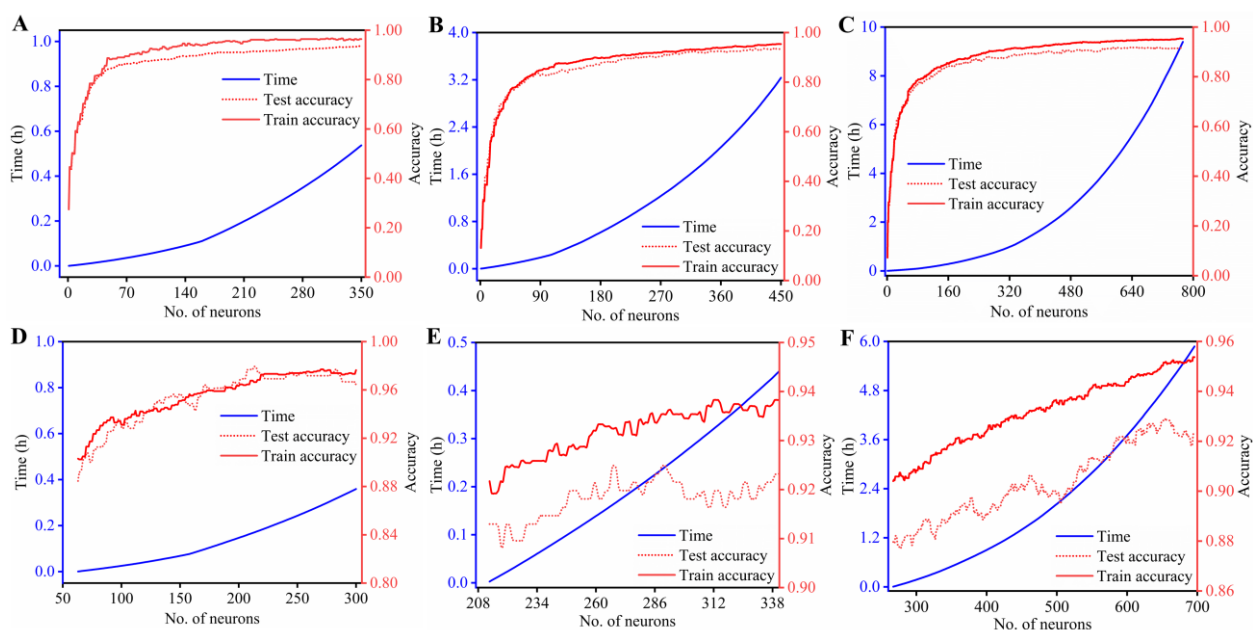 A
1.0
0.8
0.6
0.4
0.2
0.0
Time (h)
1.00
0.80
0.60
0.40
0.20
0.00
Accuracy
Time
Test accuracy
Train accuracy
0 70 140 210 280 350
No. of neurons
B
4.0
3.2
2.4
1.6
0.8
0.0
Time (h)
1.00
0.80
0.60
0.40
0.20
0.00
Accuracy
Time
Test accuracy
Train accuracy
0 90 180 270 360 450
No. of neurons
C
10
8
6
4
2
0
Time (h)
1.00
0.80
0.60
0.40
0.20
0.00
Accuracy
Time
Test accuracy
Train accuracy
0 160 320 480 640 800
No. of neurons
D
1.0
0.8
0.6
0.4
0.2
0.0
Time (h)
1.00
0.96
0.92
0.88
0.84
0.80
Accuracy
Time
Test accuracy
Train accuracy
50 100 150 200 250 300
No. of neurons
E
0.5
0.4
0.3
0.2
0.1
0.0
Time (h)
0.95
0.94
0.93
0.92
0.91
0.90
Accuracy
Time
Test accuracy
Train accuracy
208 234 260 286 312 338
No. of neurons
F
6.0
4.8
3.6
2.4
1.2
0.0
Time (h)
0.96
0.94
0.92
0.90
0.88
0.86
Accuracy
Time
Test accuracy
Train accuracy
300 400 500 600 700
No. of neurons